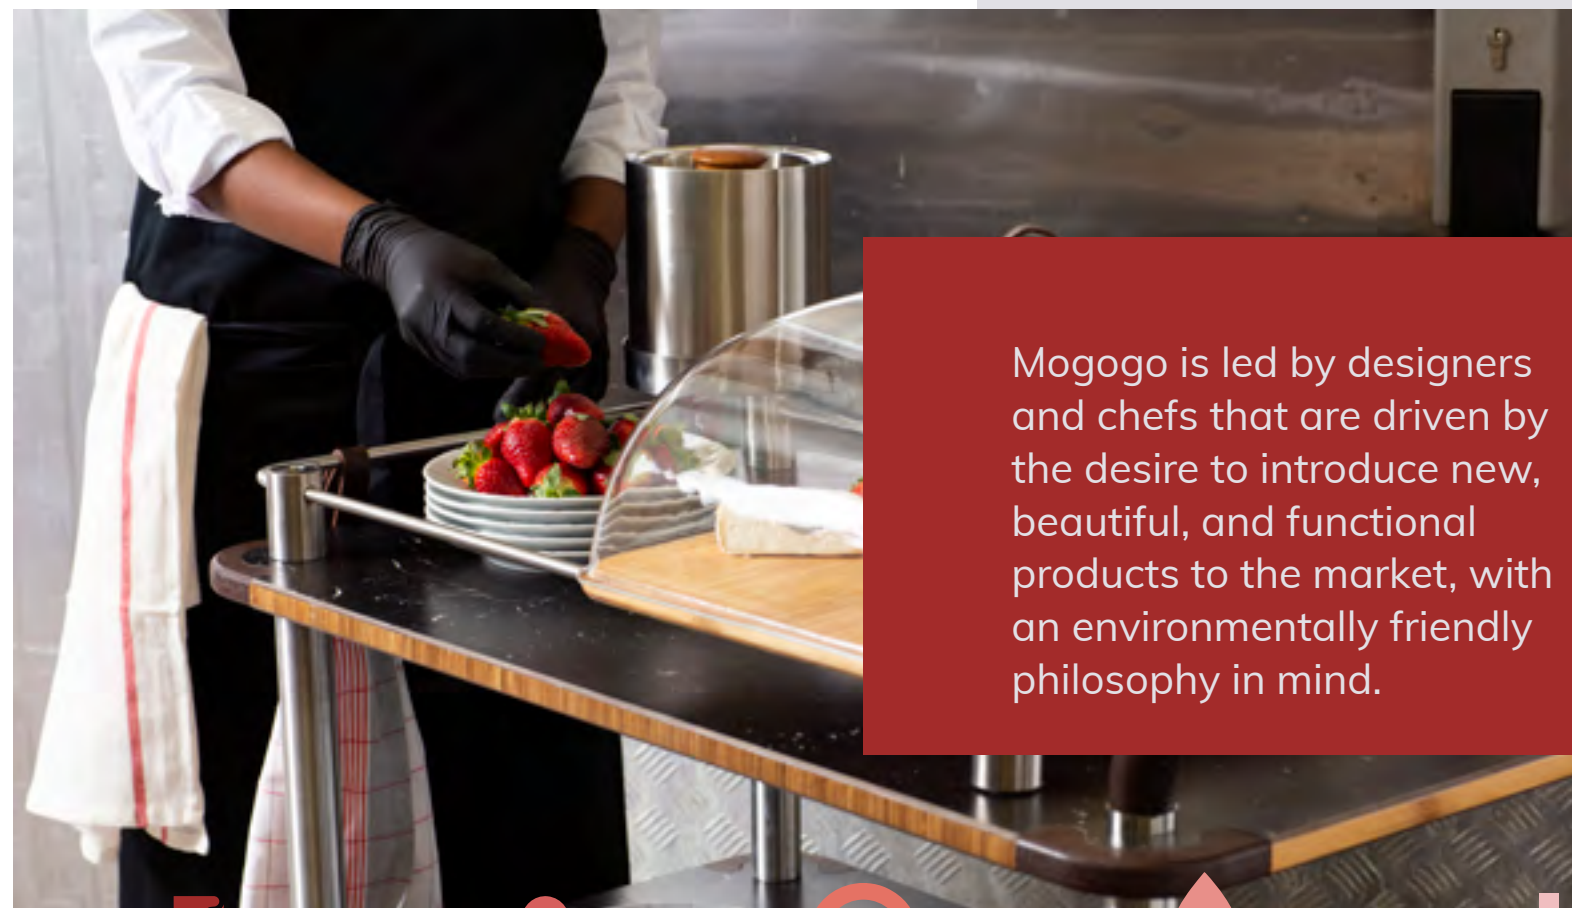 Mogogo is led by designers
and chefs that are driven by
the desire to introduce new,
beautiful, and functional
products to the market, with
an environmentally friendly
philosophy in mind.